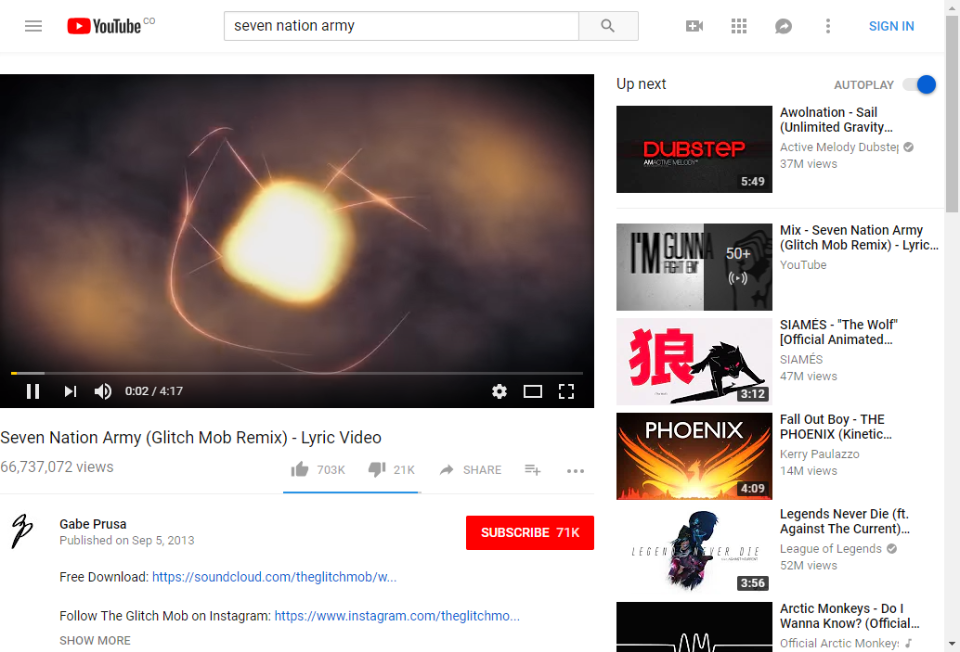 YouTube CO
seven nation army
SIGN IN
0:02 / 4:17
Seven Nation Army (Glitch Mob Remix) - Lyric Video
66,737,072 views
703K
21K
SHARE
Gabe Prusa
Published on Sep 5, 2013
SUBSCRIBE 71K
Free Download: https://soundcloud.com/theglitchmob/w...
Follow The Glitch Mob on Instagram: https://www.instagram.com/theglitchmo...
SHOW MORE
Up next
AUTOPLAY
DUBSTEP
AMACTIVE MELODY
5:49
Awolnation - Sail
(Unlimited Gravity...
Active Melody Dubstep
37M views
I'M GUNNA
FIGHT EM'
50+
Mix - Seven Nation Army
(Glitch Mob Remix) - Lyric...
YouTube
狼
3:12
SIAMÉS - "The Wolf"
[Official Animated...
SIAMÉS
47M views
PHOENIX
4:09
Fall Out Boy - THE
PHOENIX (Kinetic...
Kerry Paulazzo
14M views
LEGENDS NEVER DIE
3:56
Legends Never Die (ft.
Against The Current)...
League of Legends
52M views
Arctic Monkeys - Do I
Wanna Know? (Official...
Official Arctic Monkeys